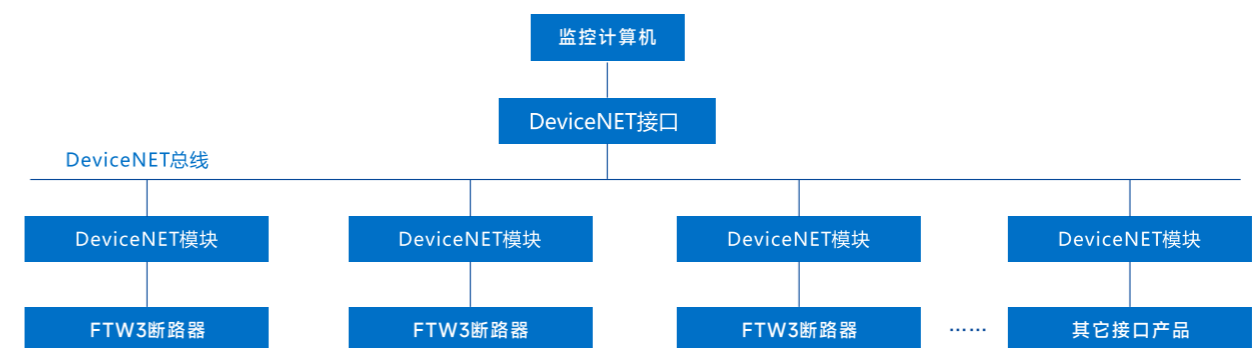 监控计算机
DeviceNET接口
DeviceNET总线
DeviceNET模块 DeviceNET模块 DeviceNET模块 DeviceNET模块
FTW3断路器 FTW3断路器 FTW3断路器 …… 其它接口产品